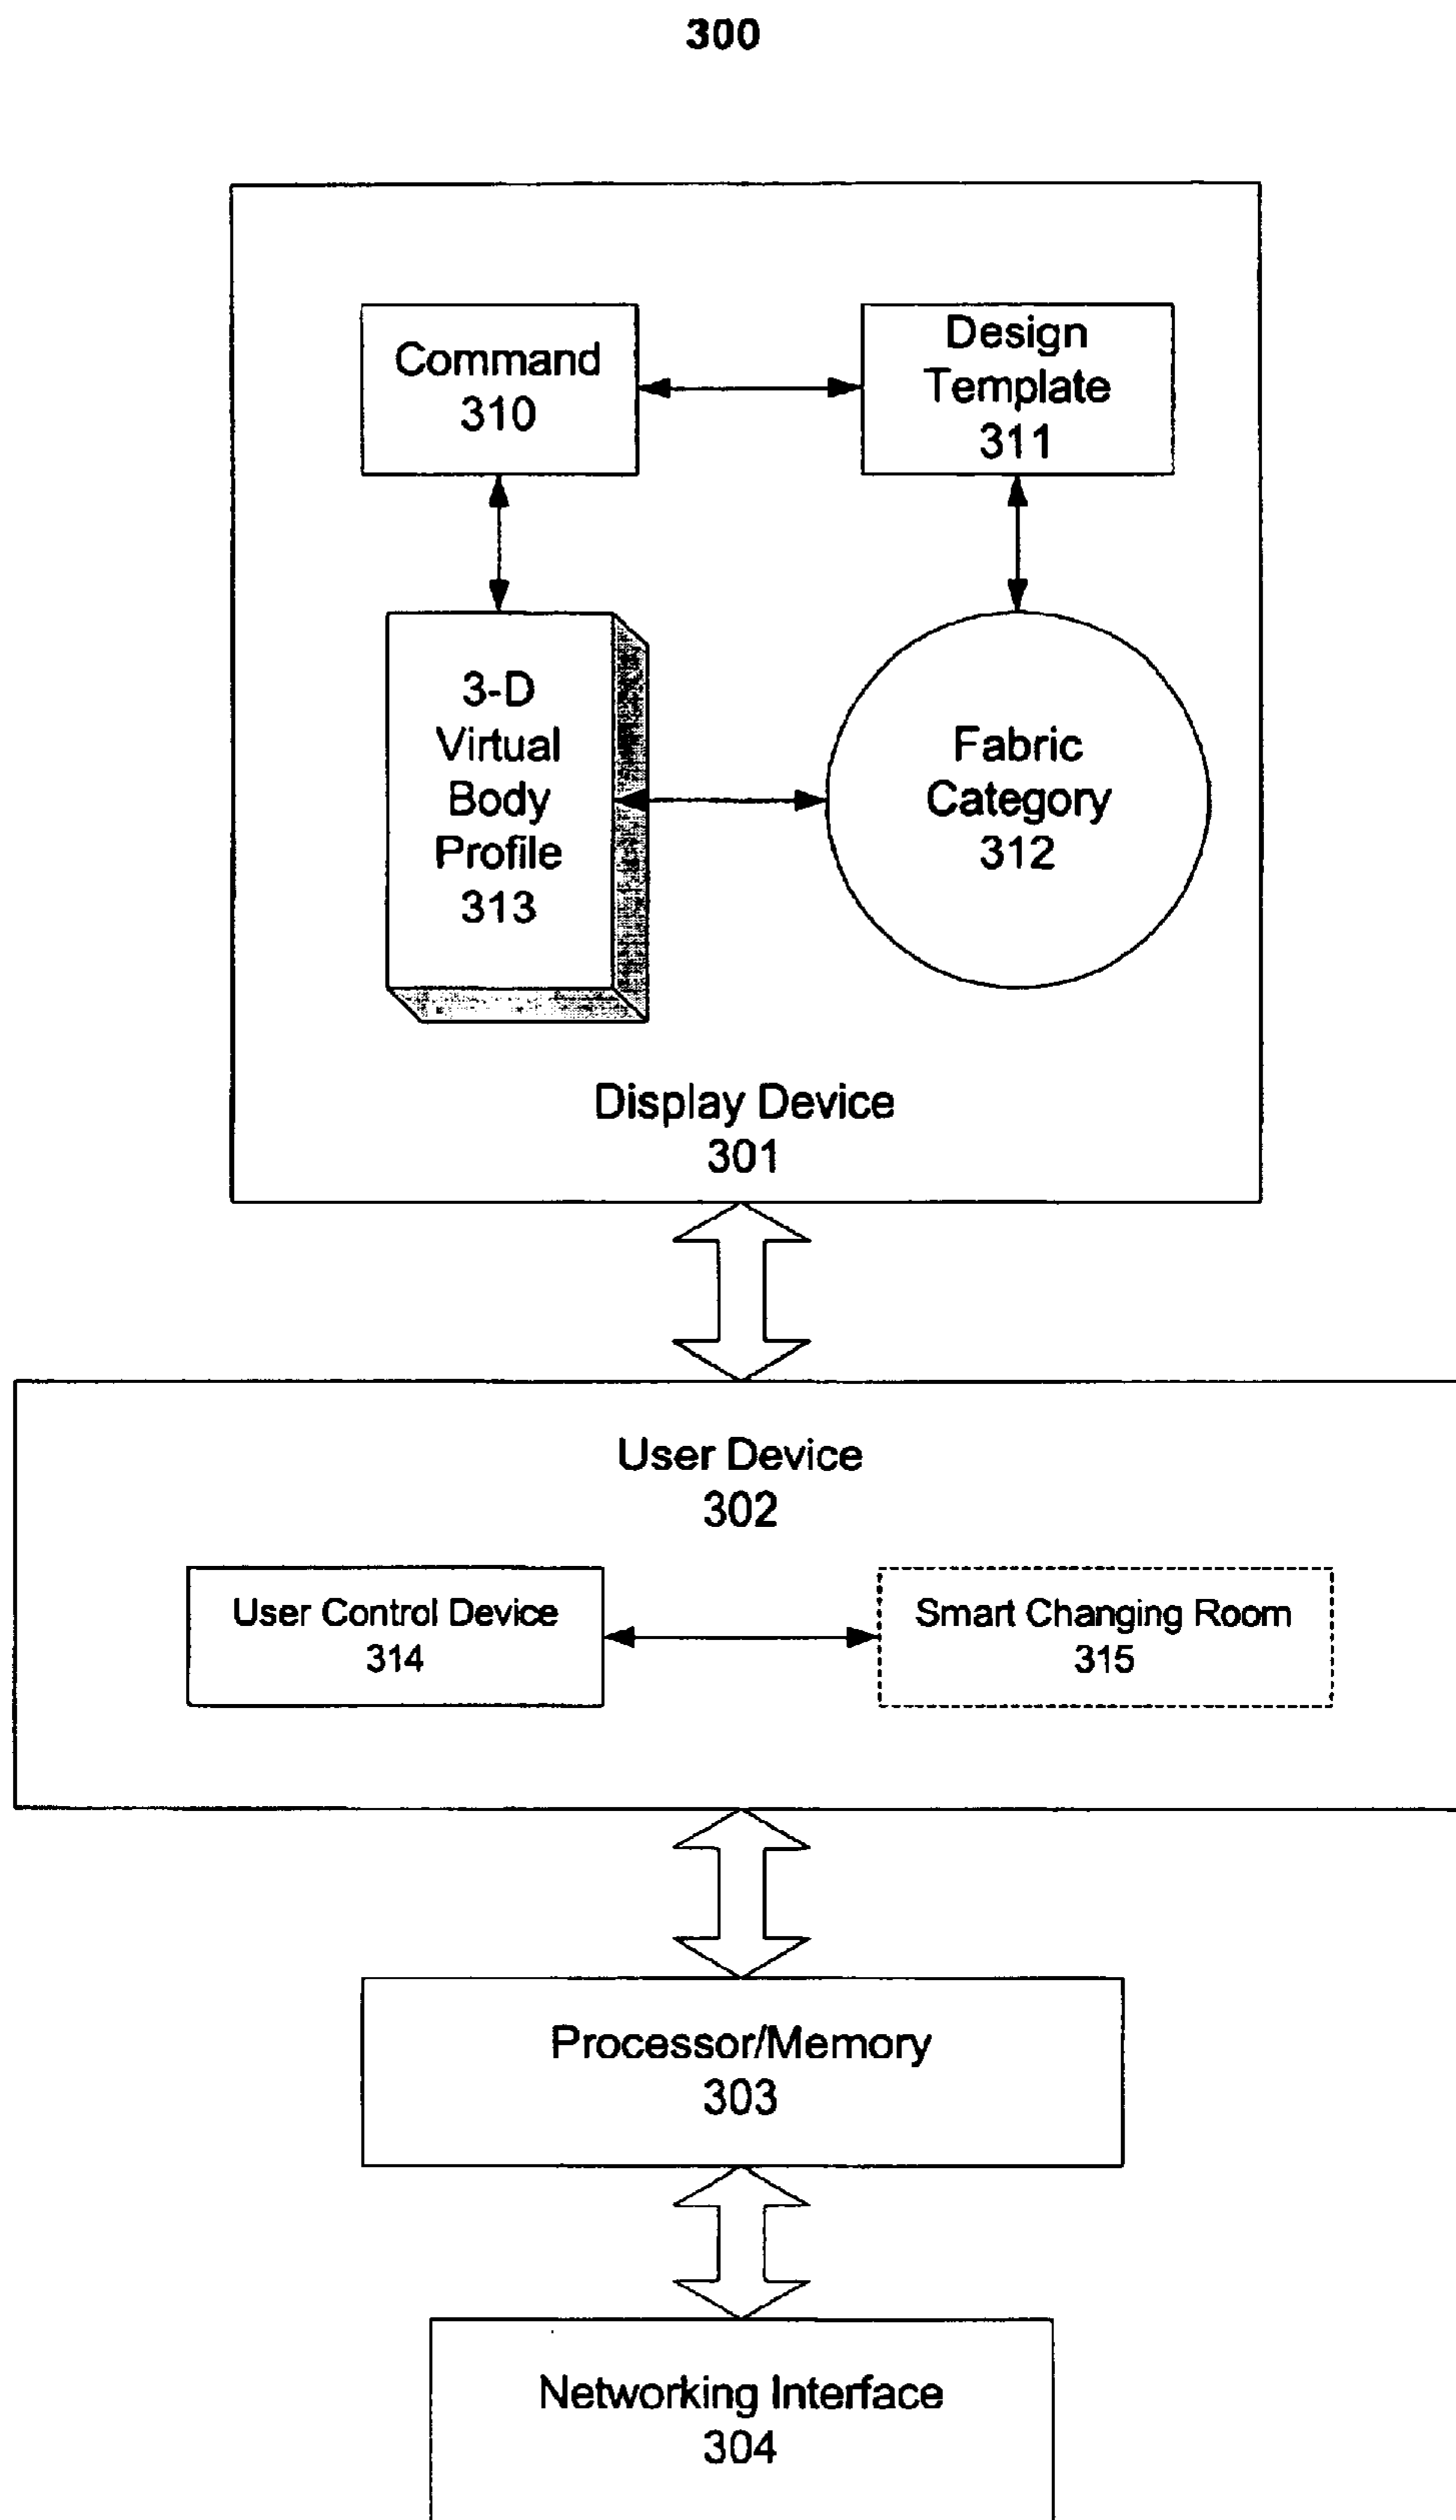 300
Command
310
Design
Template
311
3-D
Virtual
Body
Profile
313
Fabric
Category
312
Display Device
301
User Device
302
User Control Device
314
Smart Changing Room
315
Processor/Memory
303
Networking Interface
304